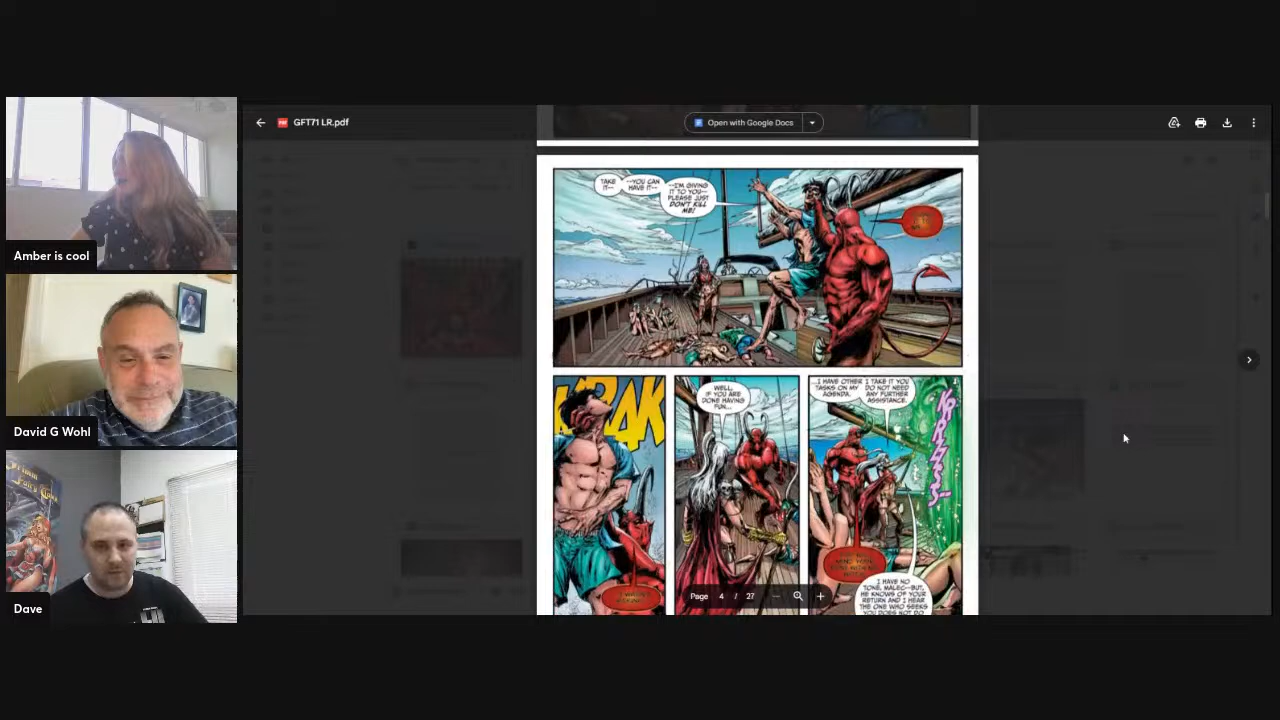 GFT71 LR.pdf
Open with Google Docs
TAKE
IT--
--YOU CAN
HAVE IT--
--I'M GIVING
IT TO YOU--
PLEASE JUST
DON'T KILL
ME!
KRAK
WELL,
IF YOU ARE
DONE HAVING
FUN...
...I HAVE OTHER
TASKS ON MY
AGENDA.
I TAKE IT YOU
DO NOT NEED
ANY FURTHER
ASSISTANCE.
I HAVE NO
TONE, MALEC--BUT,
HE KNOWS OF YOUR
RETURN AND I HEAR
THE ONE WHO SEEKS
YOU DOES NOT DO
Page 4 / 27
Amber is cool
David G Wohl
Dave